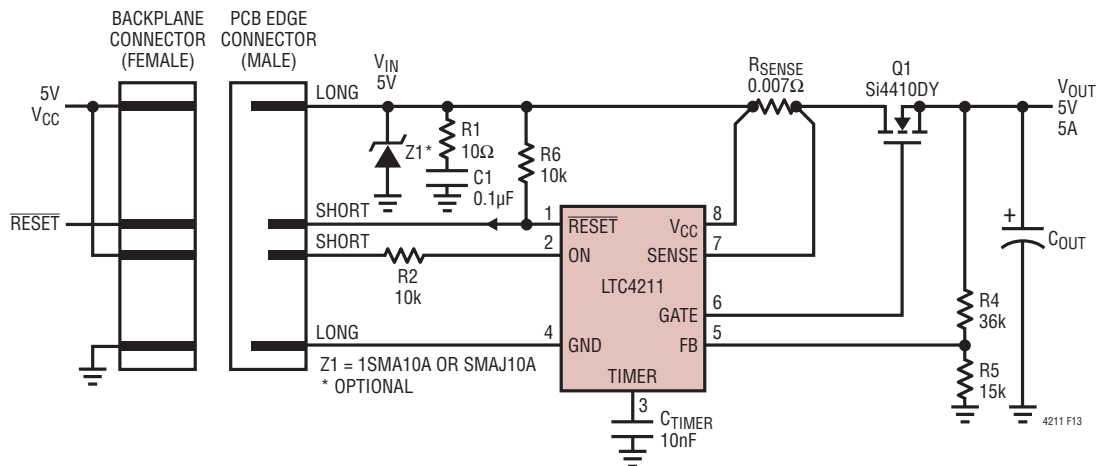 BACKPLANE
CONNECTOR
(FEMALE)
PCB EDGE
CONNECTOR
(MALE)
5V
VCC
LONG
VIN
5V
Z1*
R1
10Ω
C1
0.1µF
R6
10k
RSENSE
0.007Ω
Q1
Si4410DY
VOUT
5V
5A
RESET
SHORT
1
RESET
VCC
8
SHORT
2
ON
SENSE
7
R2
10k
LTC4211
GATE
6
+
COUT
R4
36k
LONG
4
GND
FB
5
Z1 = 1SMA10A OR SMAJ10A
* OPTIONAL
TIMER
R5
15k
3
CTIMER
10nF
4211 F13